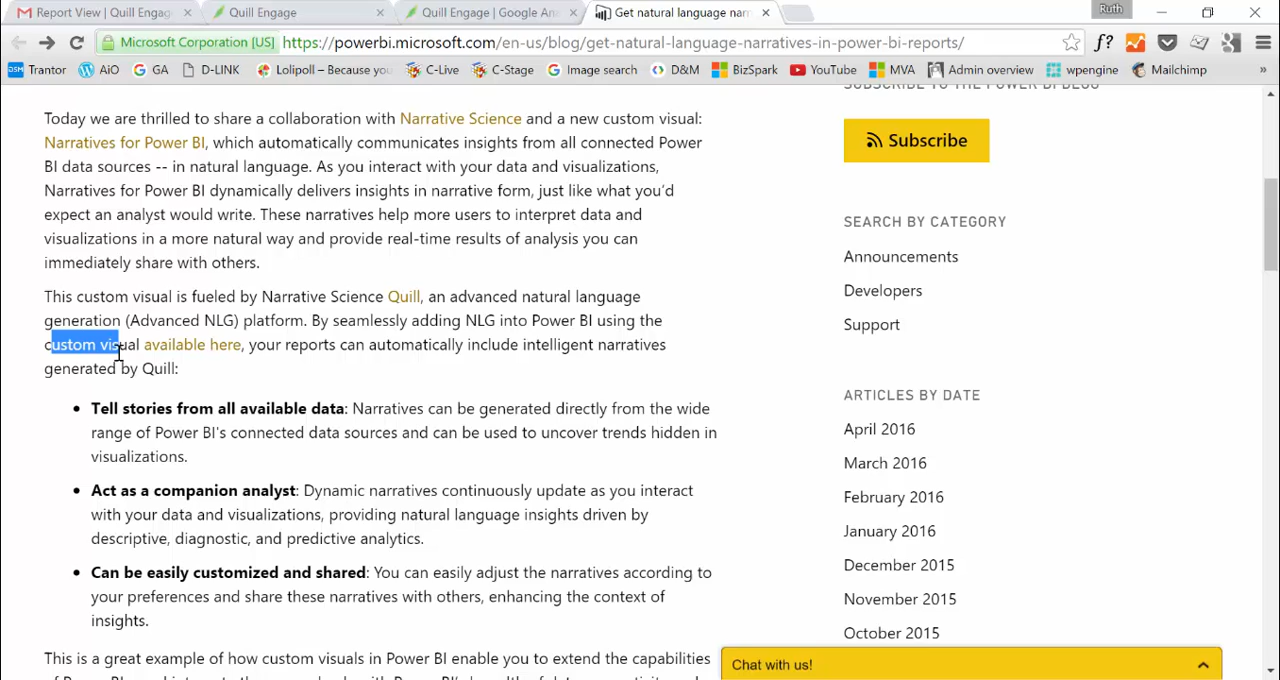 Report View | Quill Engage
Quill Engage
Quill Engage | Google An
Get natural language nar
Ruth
Microsoft Corporation [US]
https://powerbi.microsoft.com/en-us/blog/get-natural-language-narratives-in-power-bi-reports/
f?
DSM Trantor
AiO
GA
D-LINK
Lolipoll – Because you
C-Live
C-Stage
Image search
D&M
BizSpark
YouTube
MVA
Admin overview
wpengine
Mailchimp
»
Today we are thrilled to share a collaboration with Narrative Science and a new custom visual:
Narratives for Power BI, which automatically communicates insights from all connected Power
BI data sources -- in natural language. As you interact with your data and visualizations,
Narratives for Power BI dynamically delivers insights in narrative form, just like what you'd
expect an analyst would write. These narratives help more users to interpret data and
visualizations in a more natural way and provide real-time results of analysis you can
immediately share with others.
This custom visual is fueled by Narrative Science Quill, an advanced natural language
generation (Advanced NLG) platform. By seamlessly adding NLG into Power BI using the
custom visual available here, your reports can automatically include intelligent narratives
generated by Quill:
• Tell stories from all available data: Narratives can be generated directly from the wide
range of Power BI's connected data sources and can be used to uncover trends hidden in
visualizations.
• Act as a companion analyst: Dynamic narratives continuously update as you interact
with your data and visualizations, providing natural language insights driven by
descriptive, diagnostic, and predictive analytics.
• Can be easily customized and shared: You can easily adjust the narratives according to
your preferences and share these narratives with others, enhancing the context of
insights.
This is a great example of how custom visuals in Power BI enable you to extend the capabilities
SUBSCRIBE TO THE POWER BI BLOG
Subscribe
SEARCH BY CATEGORY
Announcements
Developers
Support
ARTICLES BY DATE
April 2016
March 2016
February 2016
January 2016
December 2015
November 2015
October 2015
Chat with us!